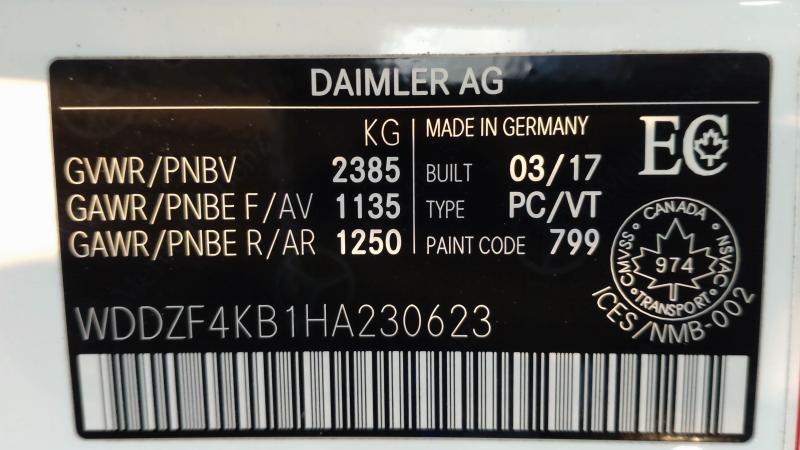 DAIMLER AG
KG
GVWR/PNBV 2385
GAWR/PNBE F/AV 1135
GAWR/PNBE R/AR 1250
MADE IN GERMANY
BUILT 03/17
TYPE PC/VT
PAINT CODE 799
EC
CANADA
CMVSS NSVAC
974
TRANSPORT
ICES/NMB-002
WDDZF4KB1HA230623